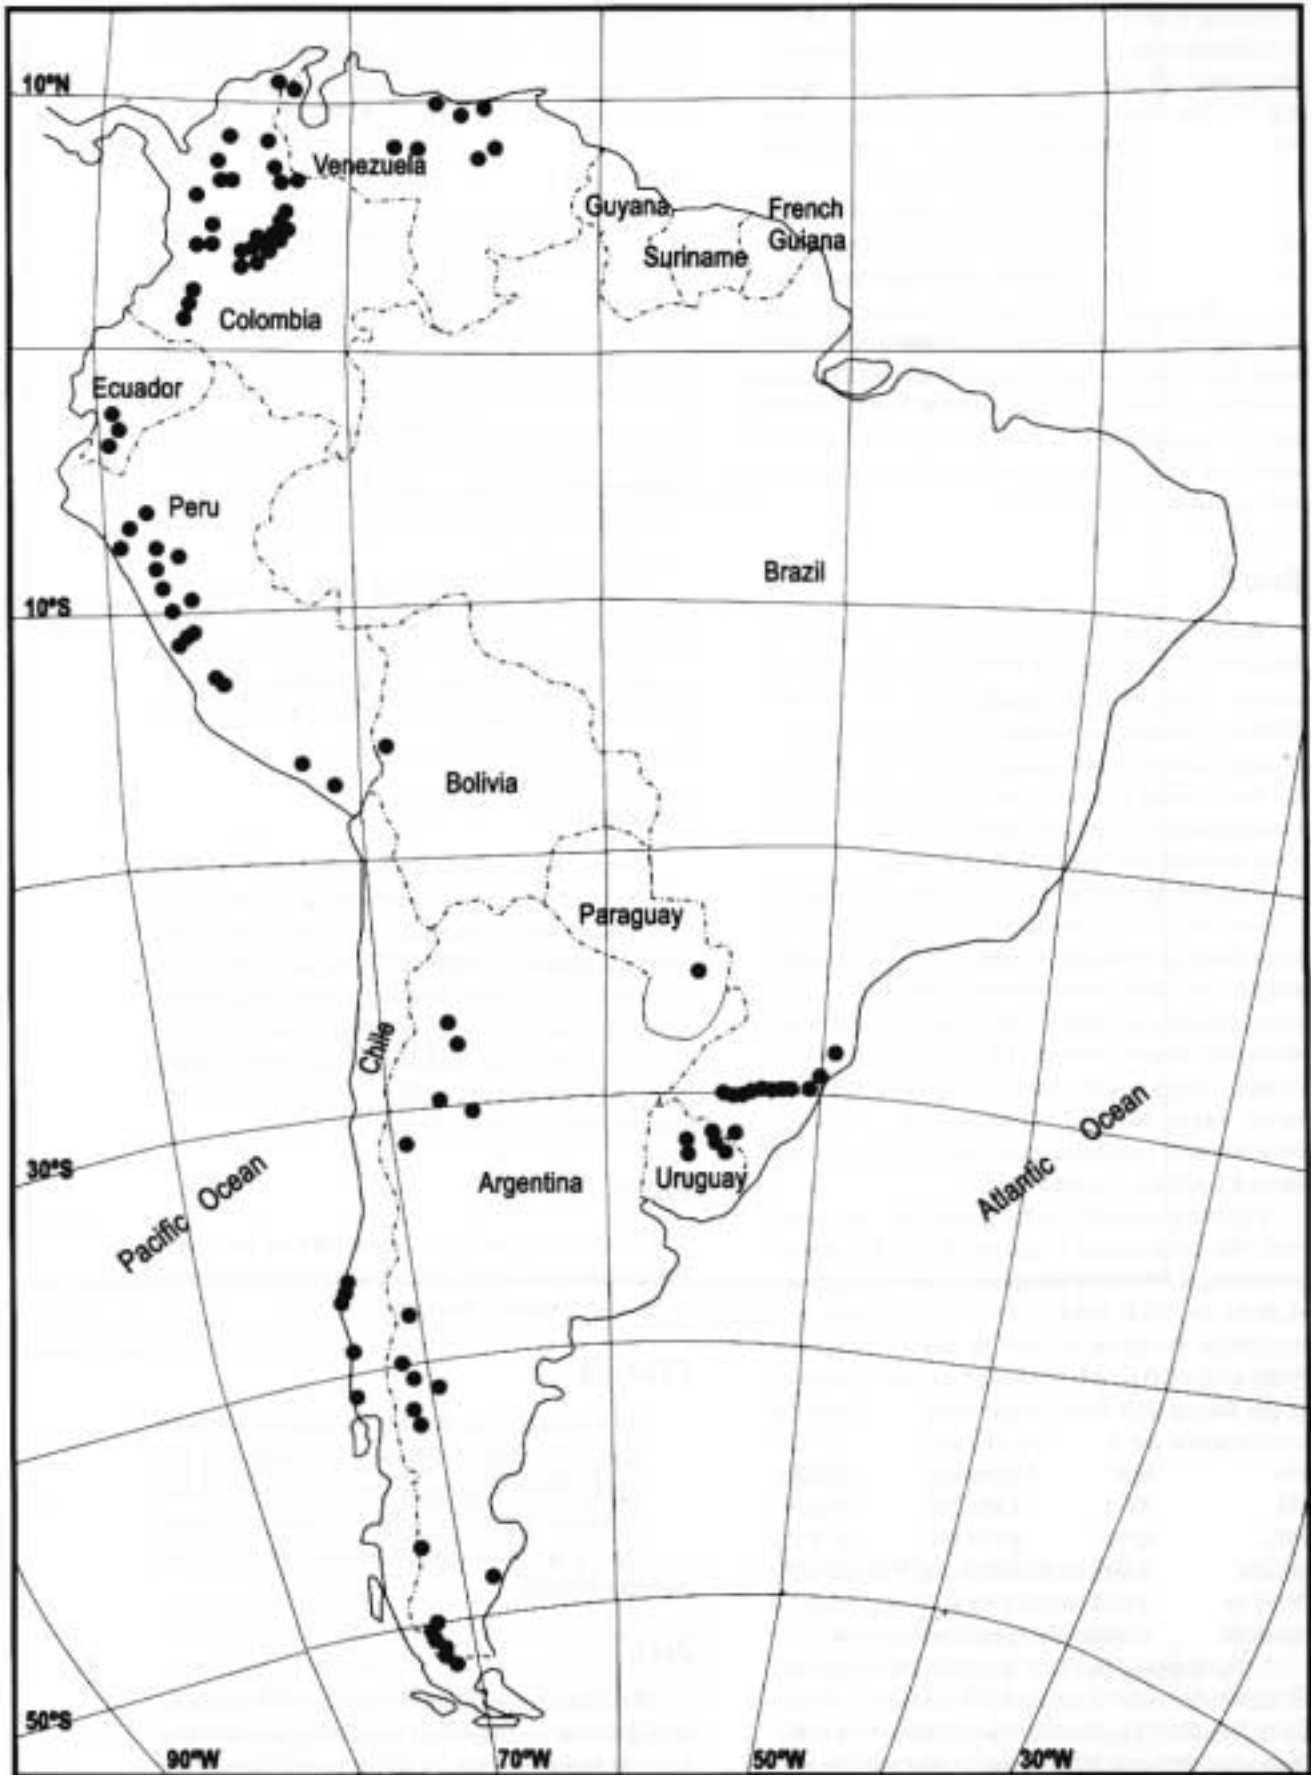 10°N
Venezuela
Guyana
French
Guiana
Suriname
Colombia
Ecuador
Peru
Brazil
10°S
Bolivia
Paraguay
Chile
30°S
Pacific Ocean
Argentina
Uruguay
Atlantic Ocean
50°S
90°W
70°W
50°W
30°W